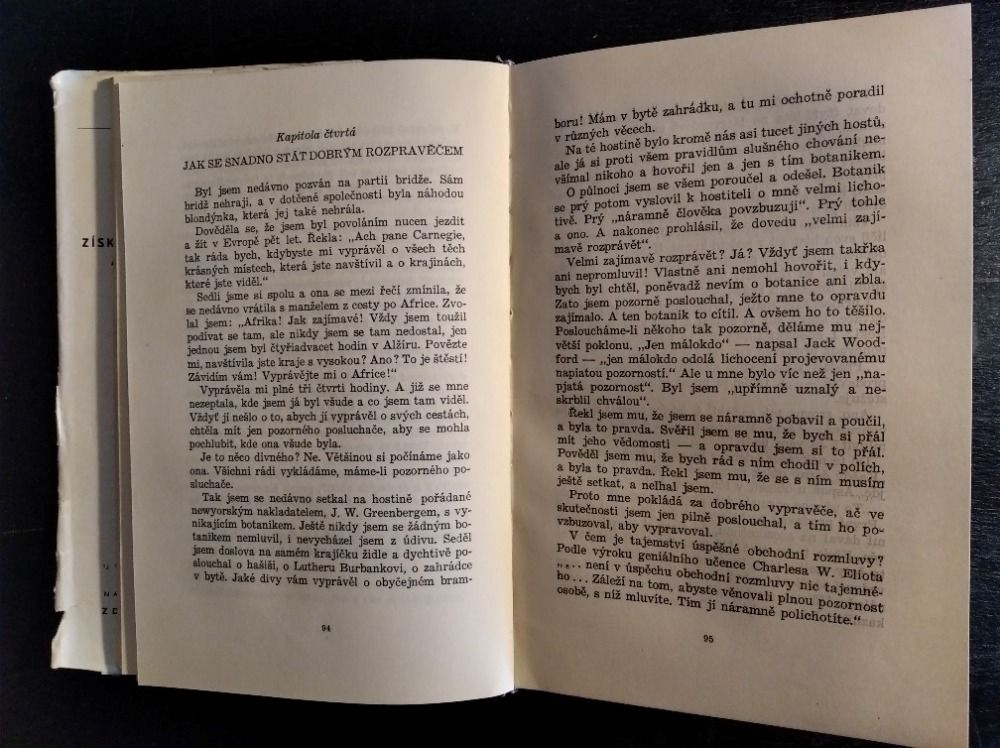 ZÍSK
Z D
Kapitola čtvrtá
JAK SE SNADNO STÁT DOBRÝM ROZPRAVĚČEM
Byl jsem nedávno pozván na partii bridže. Sám
bridž nehraji, a v dotčené společnosti byla náhodou
blondýnka, která jej také nehrála.
Dověděla se, že jsem byl povoláním nucen jezdit
a žít v Evropě pět let. Řekla: „Ach pane Carnegie,
tak ráda bych, kdybyste mi vyprávěl o všech těch
krásných místech, která jste navštívil a o krajinách,
které jste viděl.“
Sedli jsme si spolu a ona se mezi řečí zmínila, že
se nedávno vrátila s manželem z cesty po Africe. Zvo-
lal jsem: „Afrika! Jak zajímavé! Vždy jsem toužil
podívat se tam, ale nikdy jsem se tam nedostal, jen
jednou jsem byl čtyřiadvacet hodin v Alžíru. Povězte
mi, navštívila jste kraje s vysokou? Ano? To je štěstí!
Závidím vám! Vyprávějte mi o Africe!“
Vyprávěla mi plné tři čtvrti hodiny. A již se mne
nezeptala, kde jsem já byl všude a co jsem tam viděl.
Vždyť jí nešlo o to, abych jí vyprávěl o svých cestách,
chtěla mít jen pozorného posluchače, aby se mohla
pochlubit, kde ona všude byla.
Je to něco divného? Ne. Většinou si počínáme jako
ona. Všichni rádi vykládáme, máme-li pozorného po-
sluchače.
Tak jsem se nedávno setkal na hostině pořádané
newyorským nakladatelem, J. W. Greenbergem, s vy-
nikajícím botanikem. Ještě nikdy jsem se žádným bo-
tanikem nemluvil, i nevycházel jsem z údivu. Seděl
jsem doslova na samém krajíčku židle a dychtivě po-
slouchal o hašiši, o Lutheru Burbankovi, o zahrádce
v bytě. Jaké divy vám vyprávěl o obyčejném bram-
94
boru! Mám v bytě zahrádku, a tu mi ochotně poradil
v různých věcech.
Na té hostině bylo kromě nás asi tucet jiných hostů,
ale já si proti všem pravidlům slušného chování ne-
všímal nikoho a hovořil jen a jen s tím botanikem.
O půlnoci jsem se všem poroučel a odešel. Botanik
se prý potom vyslovil k hostiteli o mně velmi licho-
tivě. Prý „náramně člověka povzbuzuji“. Prý tohle
a ono. A nakonec prohlásil, že dovedu „velmi zají-
mavě rozprávět“.
Velmi zajímavě rozprávět? Já? Vždyť jsem takřka
ani nepromluvil! Vlastně ani nemohl hovořit, i kdy-
bych byl chtěl, poněvadž nevím o botanice ani zbla.
Zato jsem pozorně poslouchal, ježto mne to opravdu
zajímalo. A ten botanik to cítil. A ovšem ho to těšilo.
Posloucháme-li někoho tak pozorně, děláme mu nej-
větší poklonu. „Jen málokdo“ — napsal Jack Wood-
ford — „jen málokdo odolá lichocení projevovanému
napiatou pozorností.“ Ale u mne bylo víc než jen „na-
pjatá pozornost“. Byl jsem „upřímně uznalý a ne-
skrblil chválou“.
Řekl jsem mu, že jsem se náramně pobavil a poučil,
a byla to pravda. Svěřil jsem se mu, že bych si přál
mít jeho vědomosti — a opravdu jsem si to přál.
Pověděl jsem mu, že bych rád s ním chodil v polích,
a byla to pravda. Řekl jsem mu, že se s ním musím
ještě setkat, a nelhal jsem.
Proto mne pokládá za dobrého vypravěče, ač ve
skutečnosti jsem jen pilně poslouchal, a tím ho po-
vzbuzoval, aby vypravoval.
V čem je tajemství úspěšné obchodní rozmluvy?
Podle výroku geniálního učence Charlesa W. Eliota
„... není v úspěchu obchodní rozmluvy nic tajemné-
ho... Záleží na tom, abyste věnovali plnou pozornost
osobě, s níž mluvíte. Tím jí náramně polichotíte.“
95